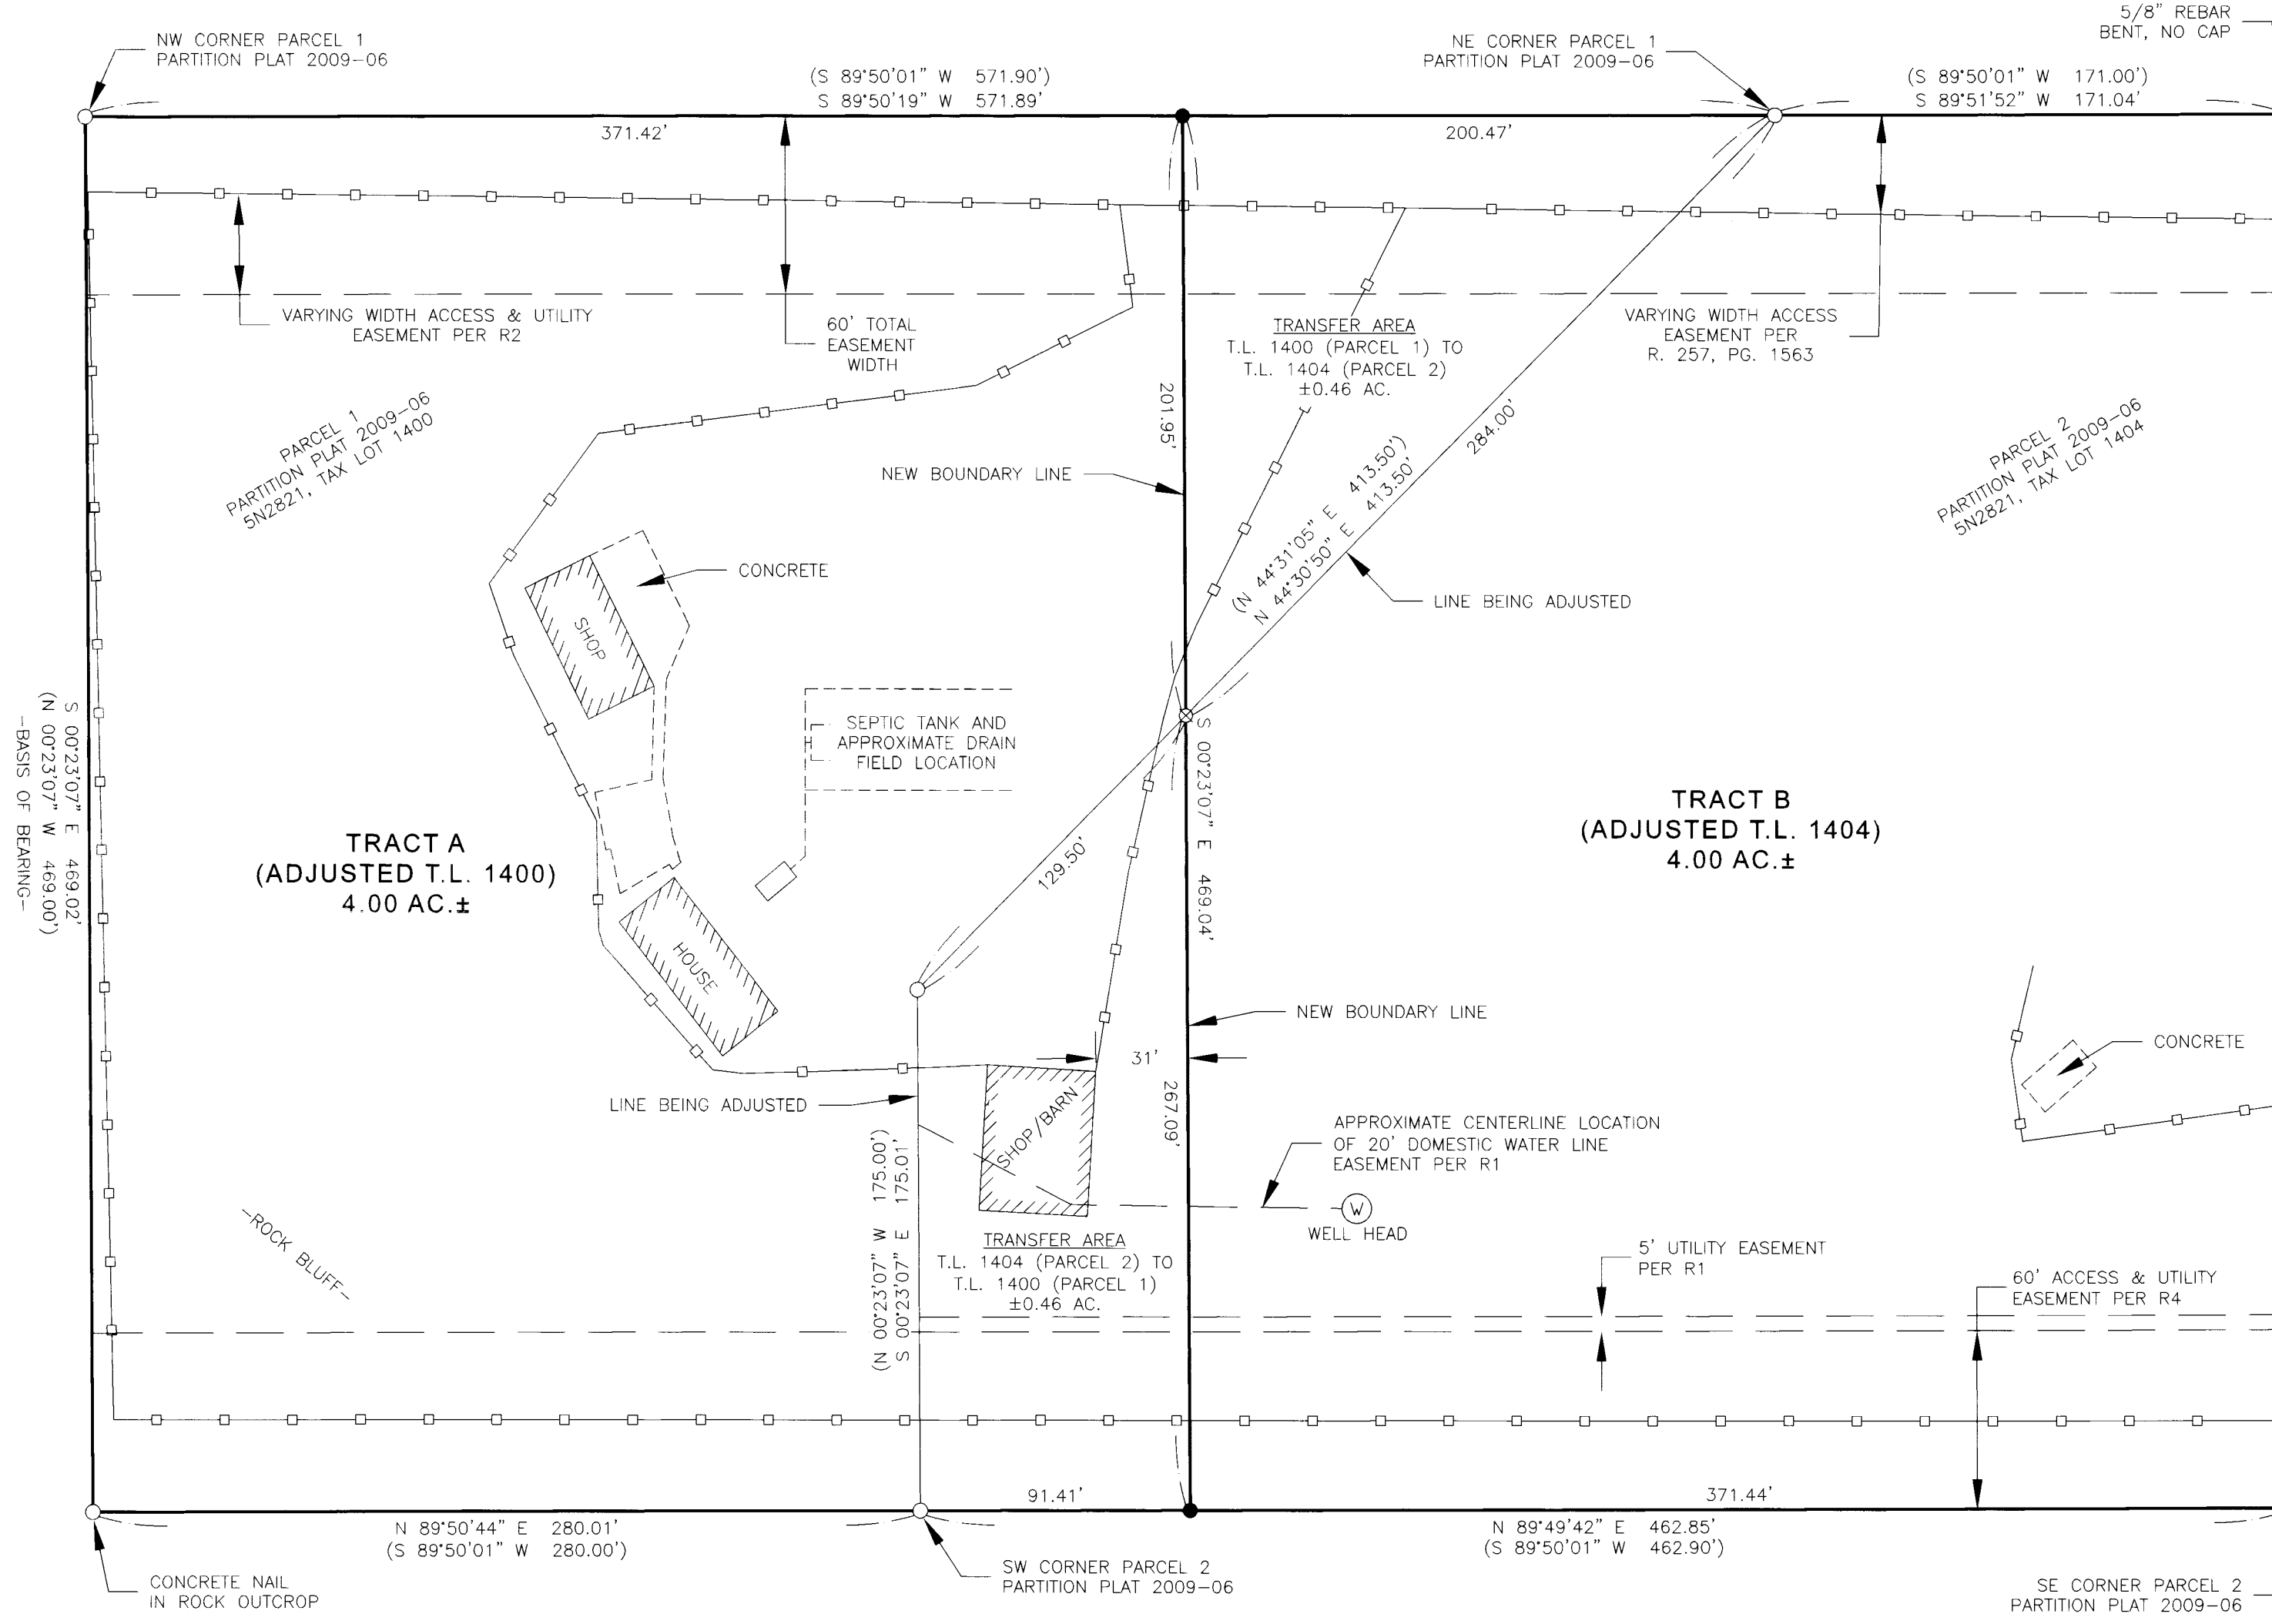 5/8" REBAR
BENT, NO CAP
NW CORNER PARCEL 1
PARTITION PLAT 2009-06
NE CORNER PARCEL 1
PARTITION PLAT 2009-06
(S 89°50'01" W 571.90')
S 89°50'19" W 571.89'
(S 89°50'01" W 171.00')
S 89°51'52" W 171.04'
371.42'
200.47'
VARYING WIDTH ACCESS & UTILITY
EASEMENT PER R2
60' TOTAL
EASEMENT
WIDTH
TRANSFER AREA
T.L. 1400 (PARCEL 1) TO
T.L. 1404 (PARCEL 2)
±0.46 AC.
VARYING WIDTH ACCESS
EASEMENT PER
R. 257, PG. 1563
PARCEL 1
PARTITION PLAT 2009-06
5N2821, TAX LOT 1400
201.95'
284.00'
PARCEL 2
PARTITION PLAT 2009-06
5N2821, TAX LOT 1404
NEW BOUNDARY LINE
(N 44°31'05" E 413.50')
N 44°30'50" E 413.50'
CONCRETE
LINE BEING ADJUSTED
SHOP
SEPTIC TANK AND
APPROXIMATE DRAIN
FIELD LOCATION
S 00°23'07" E 469.02'
(N 00°23'07" W 469.00')
-BASIS OF BEARING-
S 00°23'07" E 469.04'
TRACT A
(ADJUSTED T.L. 1400)
4.00 AC.±
TRACT B
(ADJUSTED T.L. 1404)
4.00 AC.±
129.50'
HOUSE
NEW BOUNDARY LINE
CONCRETE
31'
LINE BEING ADJUSTED
SHOP/BARN
267.09'
APPROXIMATE CENTERLINE LOCATION
OF 20' DOMESTIC WATER LINE
EASEMENT PER R1
(N 00°23'07" W 175.00')
S 00°23'07" E 175.01'
W
WELL HEAD
-ROCK BLUFF-
TRANSFER AREA
T.L. 1404 (PARCEL 2) TO
T.L. 1400 (PARCEL 1)
±0.46 AC.
5' UTILITY EASEMENT
PER R1
60' ACCESS & UTILITY
EASEMENT PER R4
91.41'
371.44'
N 89°50'44" E 280.01'
(S 89°50'01" W 280.00')
N 89°49'42" E 462.85'
(S 89°50'01" W 462.90')
CONCRETE NAIL
IN ROCK OUTCROP
SW CORNER PARCEL 2
PARTITION PLAT 2009-06
SE CORNER PARCEL 2
PARTITION PLAT 2009-06